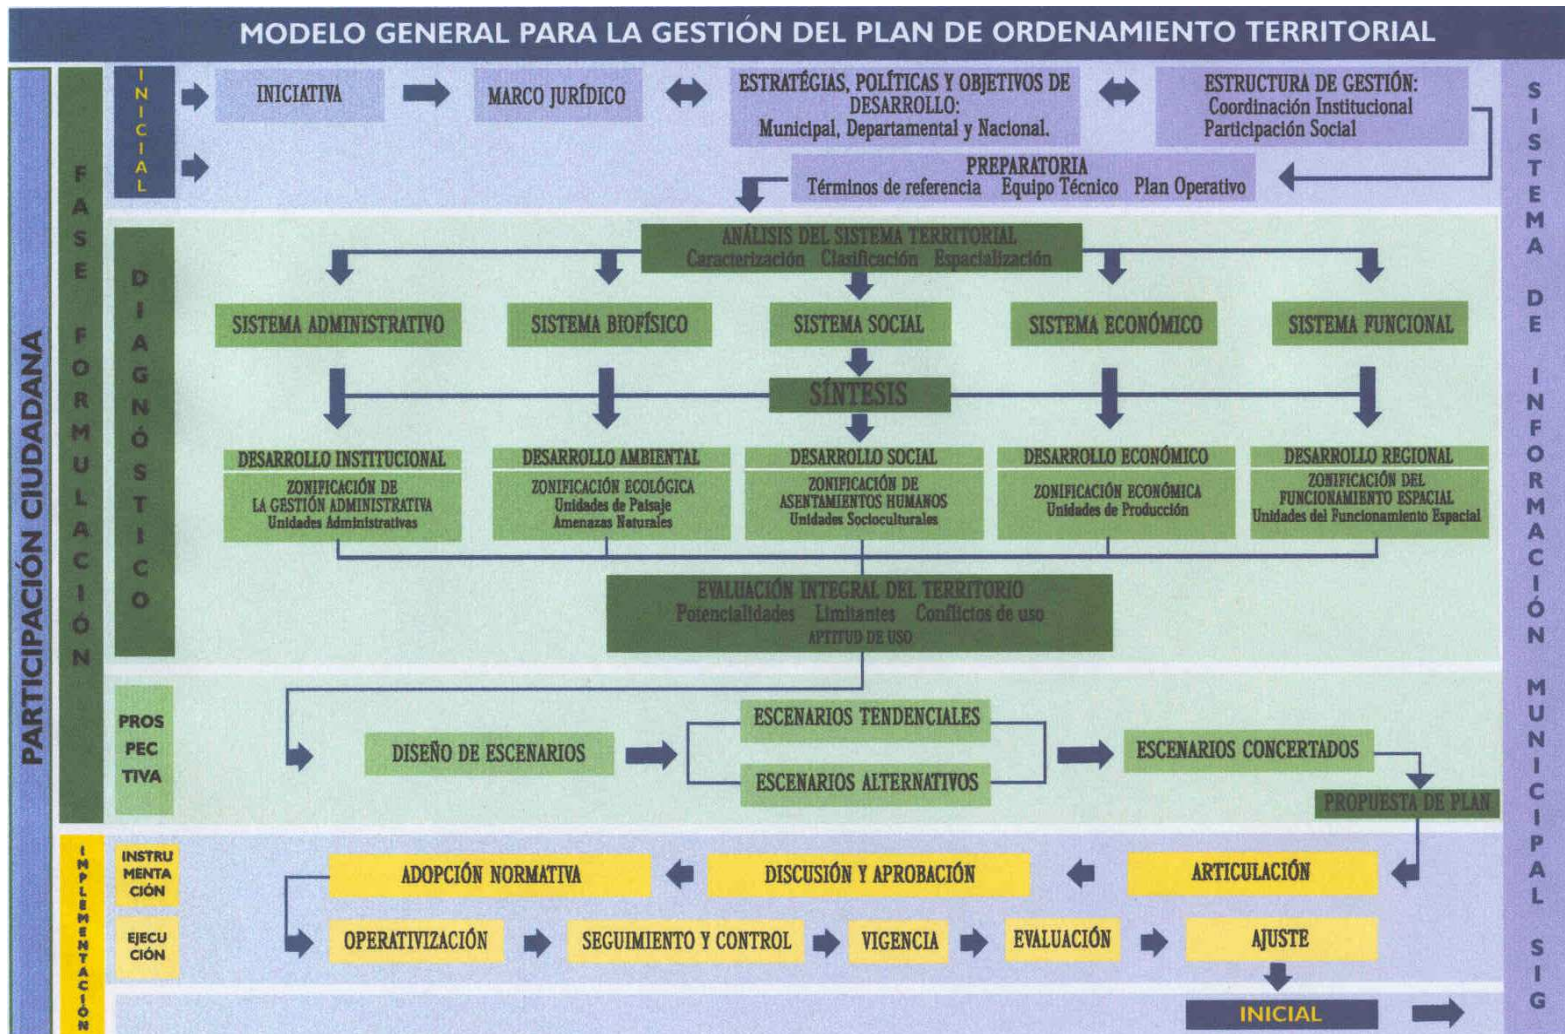 MODELO GENERAL PARA LA GESTIÓN DEL PLAN DE ORDENAMIENTO TERRITORIAL
PARTICIPACIÓN CIUDADANA
FASE FORMULACIÓN
INICIAL
INICIATIVA
MARCO JURÍDICO
ESTRATÉGIAS, POLÍTICAS Y OBJETIVOS DE
DESARROLLO:
Municipal, Departamental y Nacional.
ESTRUCTURA DE GESTIÓN:
Coordinación Institucional
Participación Social
PREPARATORIA
Términos de referencia Equipo Técnico Plan Operativo
DIAGNÓSTICO
ANÁLISIS DEL SISTEMA TERRITORIAL
Caracterización Clasificación Espacialización
SISTEMA ADMINISTRATIVO
SISTEMA BIOFÍSICO
SISTEMA SOCIAL
SISTEMA ECONÓMICO
SISTEMA FUNCIONAL
SÍNTESIS
DESARROLLO INSTITUCIONAL
ZONIFICACIÓN DE
LA GESTIÓN ADMINISTRATIVA
Unidades Administrativas
DESARROLLO AMBIENTAL
ZONIFICACIÓN ECOLÓGICA
Unidades de Paisaje
Amenazas Naturales
DESARROLLO SOCIAL
ZONIFICACIÓN DE
ASENTAMIENTOS HUMANOS
Unidades Socioculturales
DESARROLLO ECONÓMICO
ZONIFICACIÓN ECONÓMICA
Unidades de Producción
DESARROLLO REGIONAL
ZONIFICACIÓN DEL
FUNCIONAMIENTO ESPACIAL
Unidades del Funcionamiento Espacial
EVALUACIÓN INTEGRAL DEL TERRITORIO
Potencialidades Limitantes Conflictos de uso
APTITUD DE USO
PROS
PEC
TIVA
DISEÑO DE ESCENARIOS
ESCENARIOS TENDENCIALES
ESCENARIOS ALTERNATIVOS
ESCENARIOS CONCERTADOS
PROPUESTA DE PLAN
IMPLEMENTACIÓN
INSTRU
MENTA
CIÓN
ADOPCIÓN NORMATIVA
DISCUSIÓN Y APROBACIÓN
ARTICULACIÓN
EJECU
CIÓN
OPERATIVIZACIÓN
SEGUIMIENTO Y CONTROL
VIGENCIA
EVALUACIÓN
AJUSTE
INICIAL
SISTEMA DE INFORMACIÓN MUNICIPAL SIG